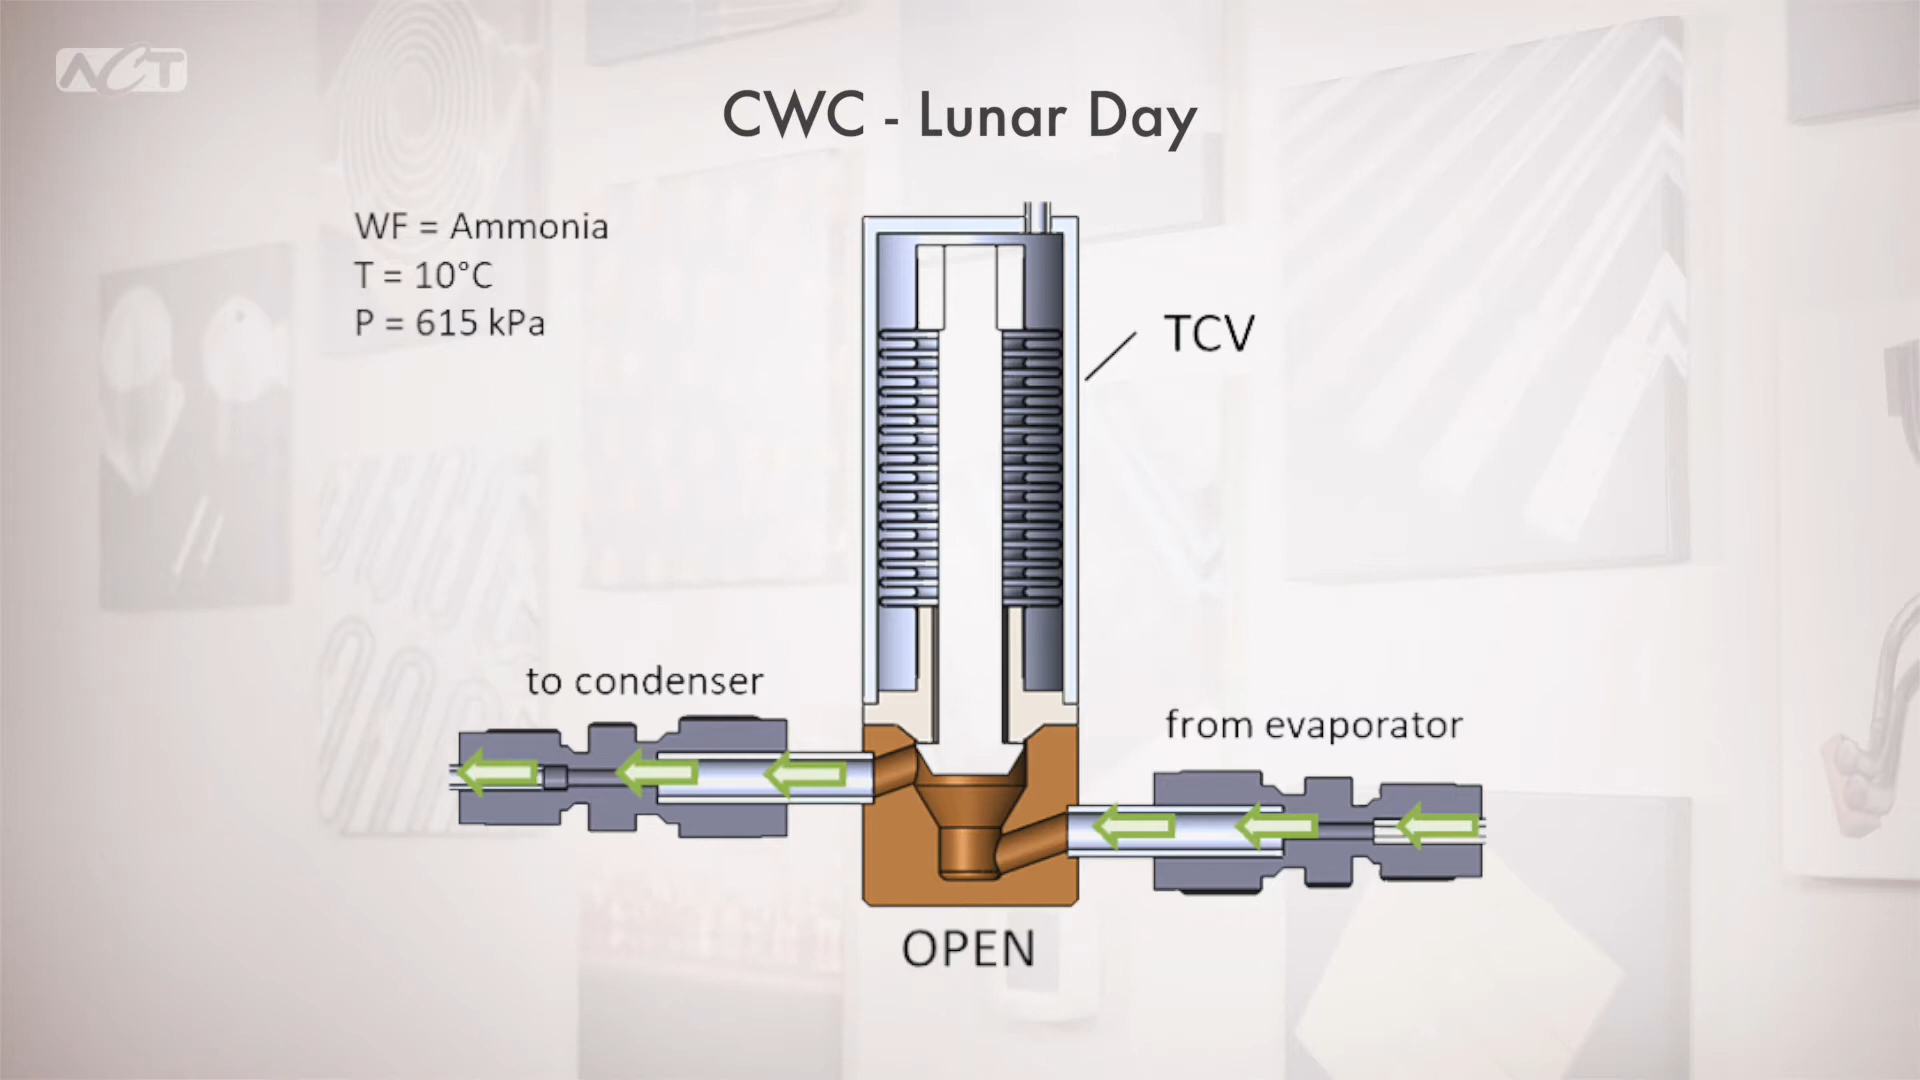 ACT
CWC - Lunar Day
WF = Ammonia
T = 10°C
P = 615 kPa
TCV
to condenser
from evaporator
OPEN